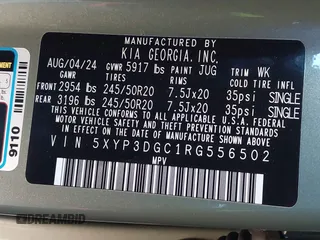 MANUFACTURED BY
KIA GEORGIA, INC.
AUG/04/24 GVWR 5917 lbs PAINT JUG TRIM WK
GAWR TIRES RIMS COLD TIRE INFL
FRONT 2954 lbs 245/50R20 7.5Jx20 35psi SINGLE
REAR 3196 lbs 245/50R20 7.5Jx20 35psi SINGLE
THIS VEHICLE CONFORMS TO ALL APPLICABLE
U.S.A. FEDERAL MOTOR VEHICLE SAFETY AND
THEFT PREVENTION STANDARDS IN EFFECT ON
THE DATE OF MANUFACTURE SHOWN ABOVE.
VIN 5XYP3DGC1RG556502
MPV
9110
DREAMBID